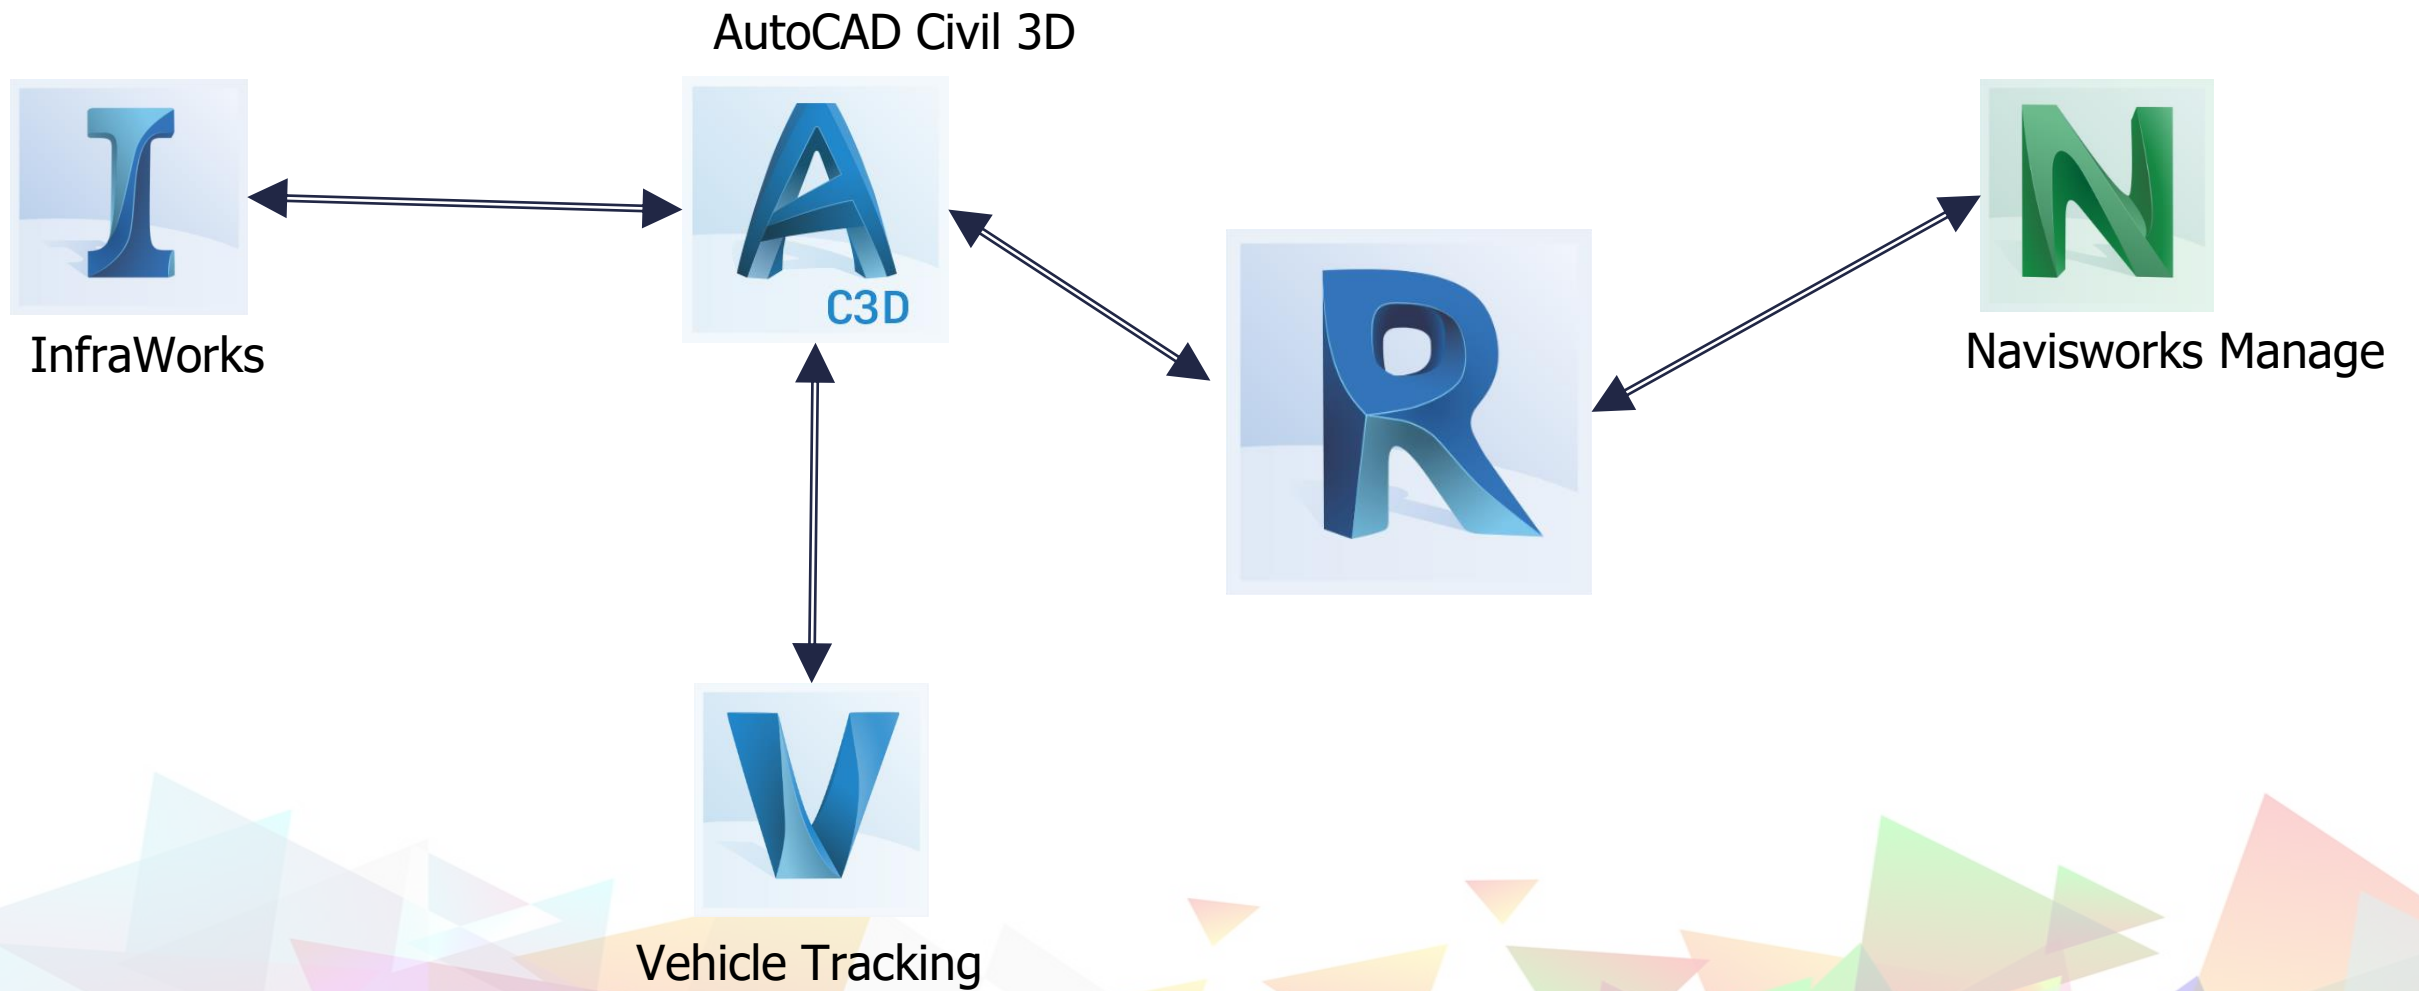 AutoCAD Civil 3D
I
A
C3D
R
N
InfraWorks
Navisworks Manage
V
Vehicle Tracking